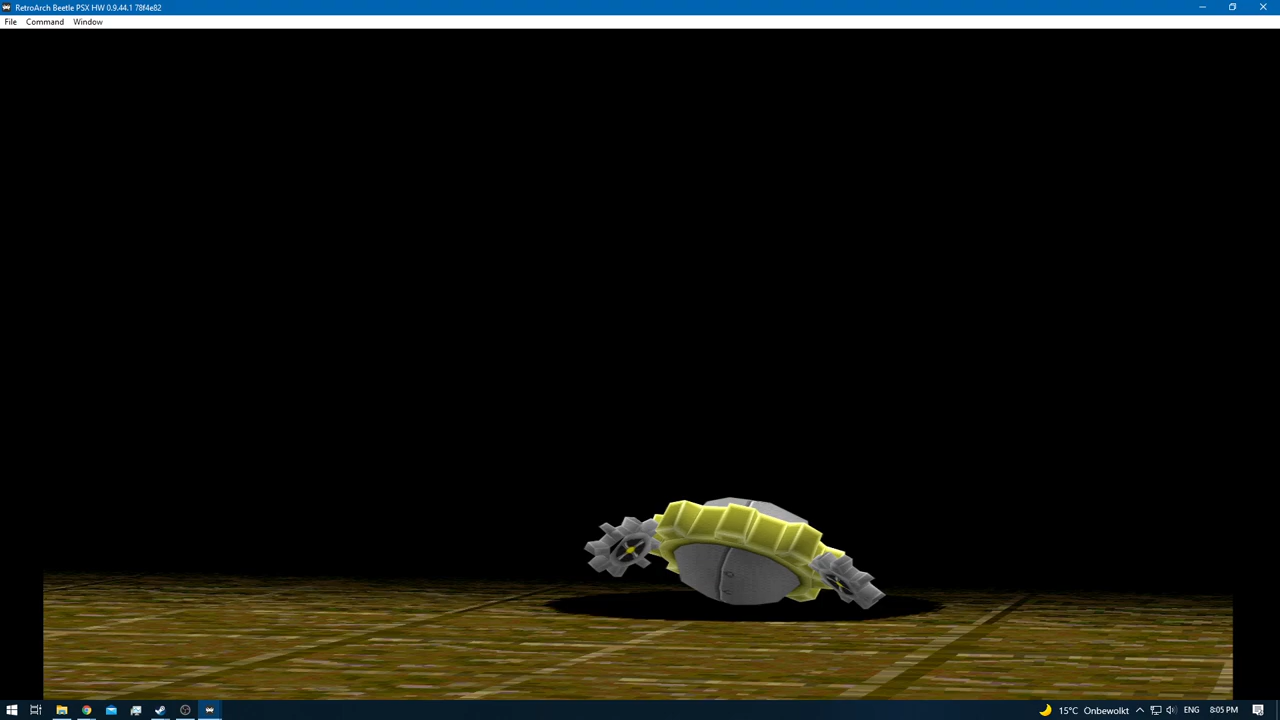 RetroArch Beetle PSX HW 0.9.44.1 78f4e82
File Command Window
15°C Onbewolkt ENG 8:05 PM